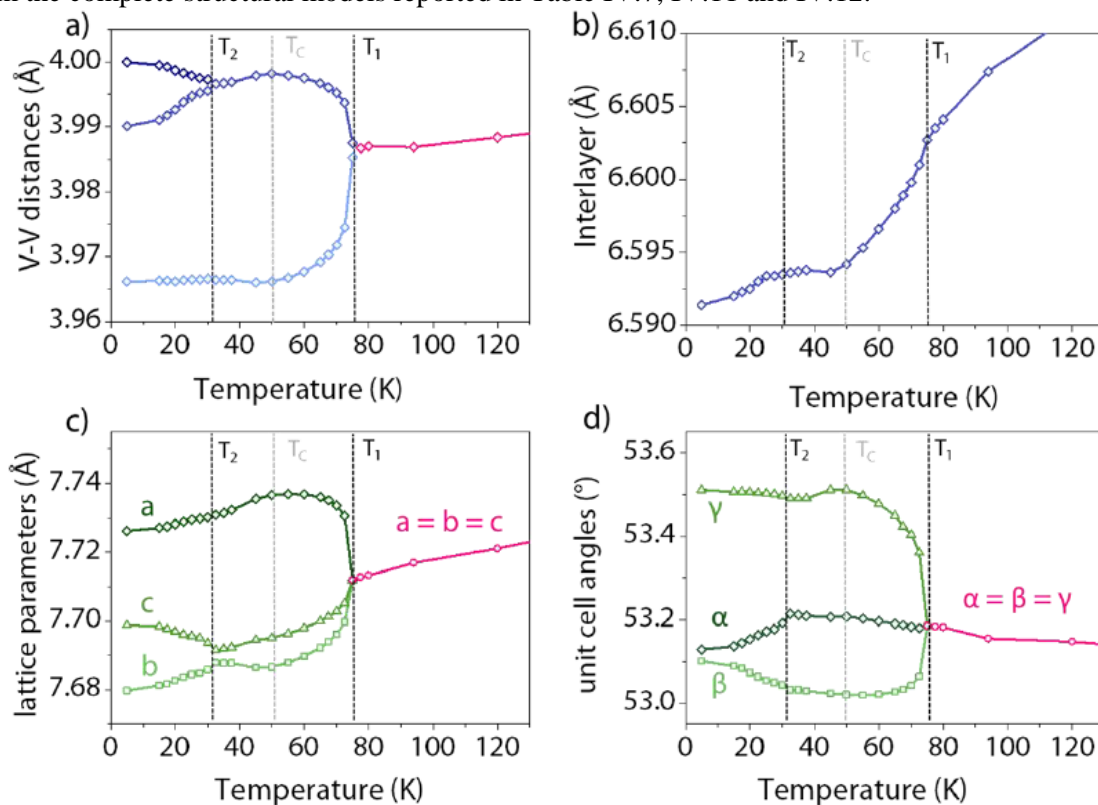 a)
T₂
T_C
T₁
4.00
3.99
3.98
3.97
3.96
V-V distances (Å)
0 20 40 60 80 100 120
Temperature (K)
b)
T₂
T_C
T₁
6.610
6.605
6.600
6.595
6.590
Interlayer (Å)
0 20 40 60 80 100 120
Temperature (K)
c)
T₂
T_C
T₁
7.74
7.72
7.70
7.68
lattice parameters (Å)
a
a = b = c
c
b
0 20 40 60 80 100 120
Temperature (K)
d)
T₂
T_C
T₁
53.6
53.4
53.2
53.0
unit cell angles (°)
γ
α = β = γ
α
β
0 20 40 60 80 100 120
Temperature (K)